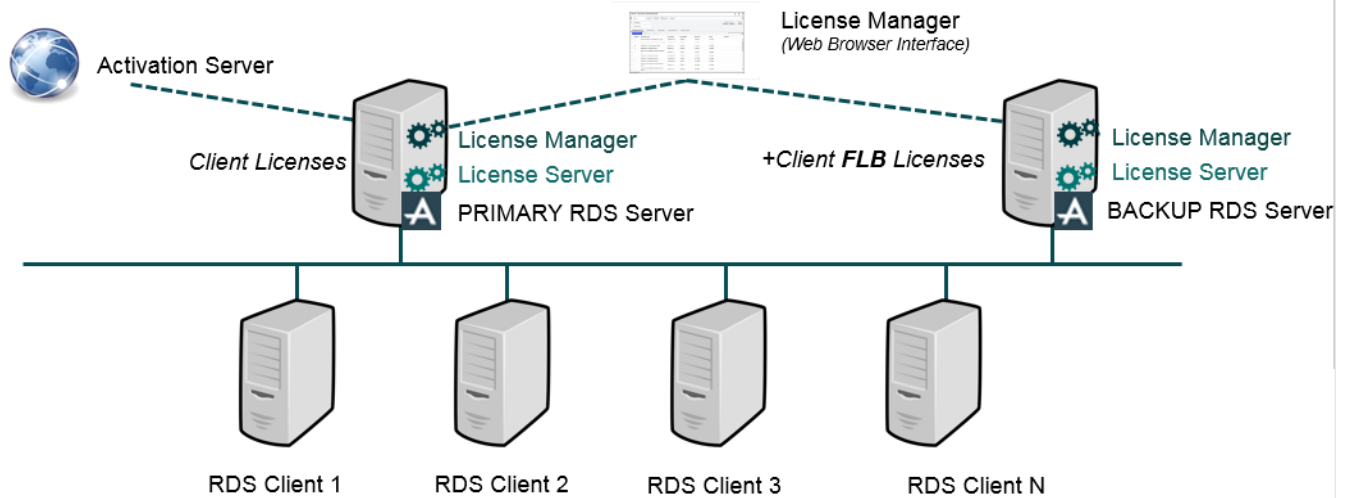 License Manager
(Web Browser Interface)
Activation Server
Client Licenses
License Manager
License Server
PRIMARY RDS Server
+Client FLB Licenses
License Manager
License Server
BACKUP RDS Server
RDS Client 1
RDS Client 2
RDS Client 3
RDS Client N